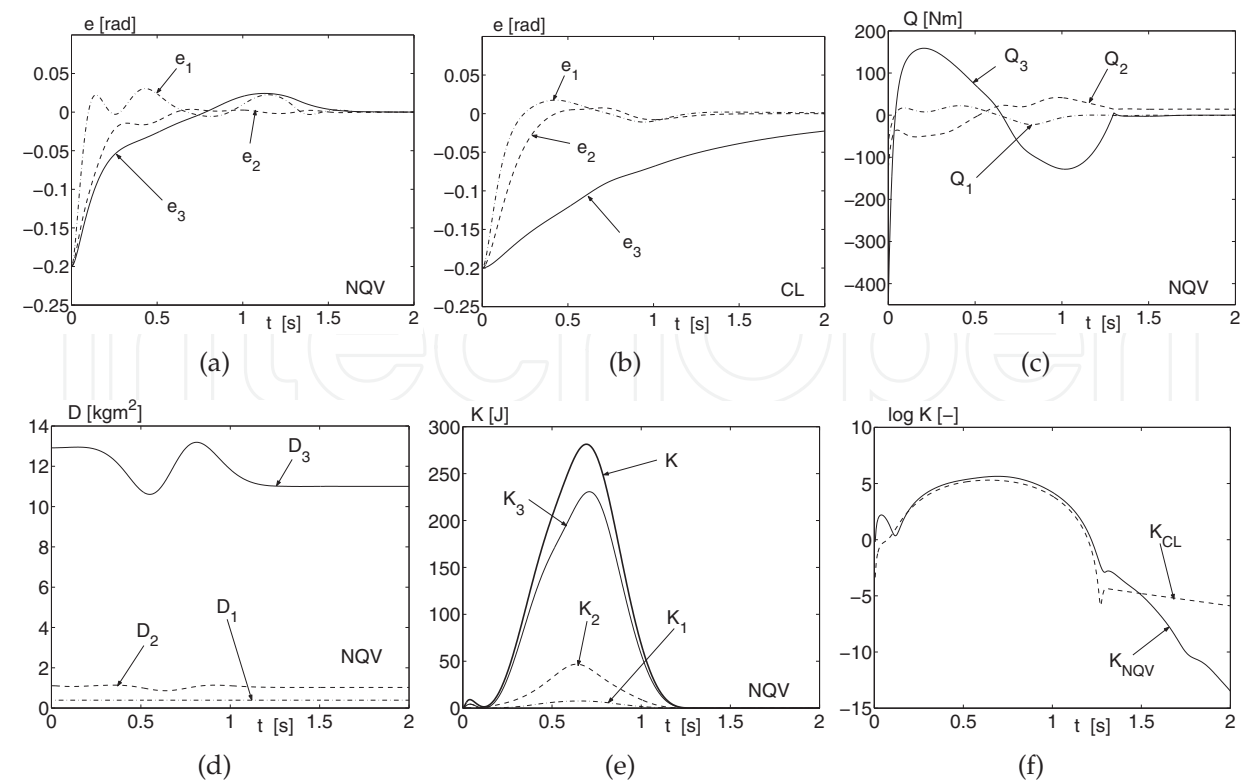 e [rad]
0.05
0
−0.05
−0.1
−0.15
−0.2
−0.25
0
0.5
1
1.5
2
t [s]
e1
e2
e3
NQV
(a)
e [rad]
0.05
0
−0.05
−0.1
−0.15
−0.2
−0.25
0
0.5
1
1.5
2
t [s]
e1
e2
e3
CL
(b)
Q [Nm]
200
100
0
−100
−200
−300
−400
0
0.5
1
1.5
2
t [s]
Q3
Q2
Q1
NQV
(c)
intechopen
D [kgm2]
14
12
10
8
6
4
2
0
0
0.5
1
1.5
2
t [s]
D3
D1
D2
NQV
(d)
K [J]
300
250
200
150
100
50
0
0
0.5
1
1.5
2
t [s]
K
K3
K2
K1
NQV
(e)
log K [−]
10
5
0
−5
−10
−15
0
0.5
1
1.5
2
t [s]
KCL
KNQV
(f)